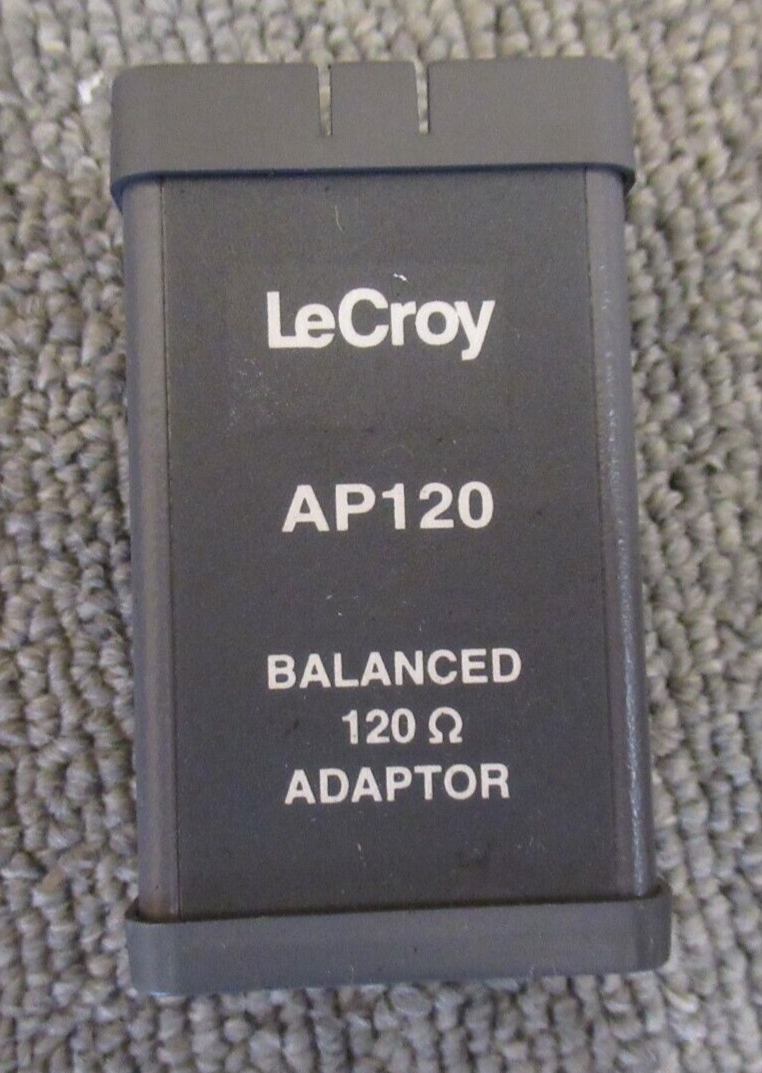 LeCroy
AP120
BALANCED
120 Ω
ADAPTOR